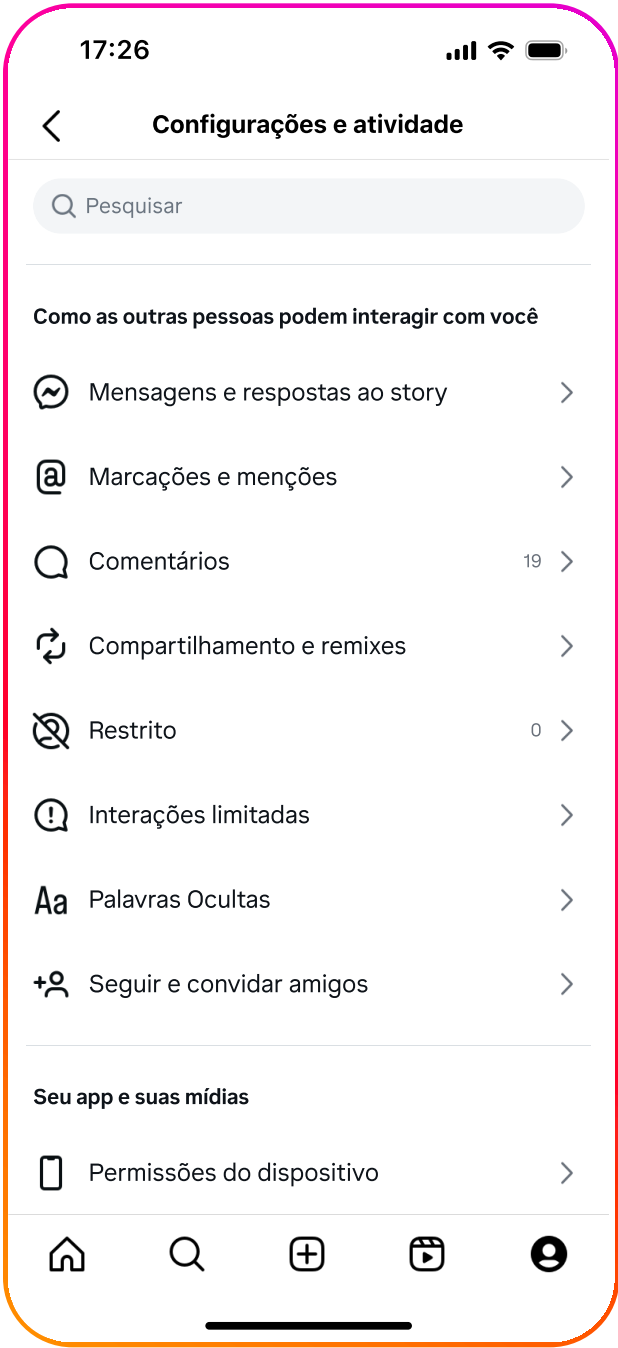 17:26
Configurações e atividade
Pesquisar
Como as outras pessoas podem interagir com você
Mensagens e respostas ao story
Marcações e menções
Comentários 19
Compartilhamento e remixes
Restrito 0
Interações limitadas
Aa Palavras Ocultas
Seguir e convidar amigos
Seu app e suas mídias
Permissões do dispositivo